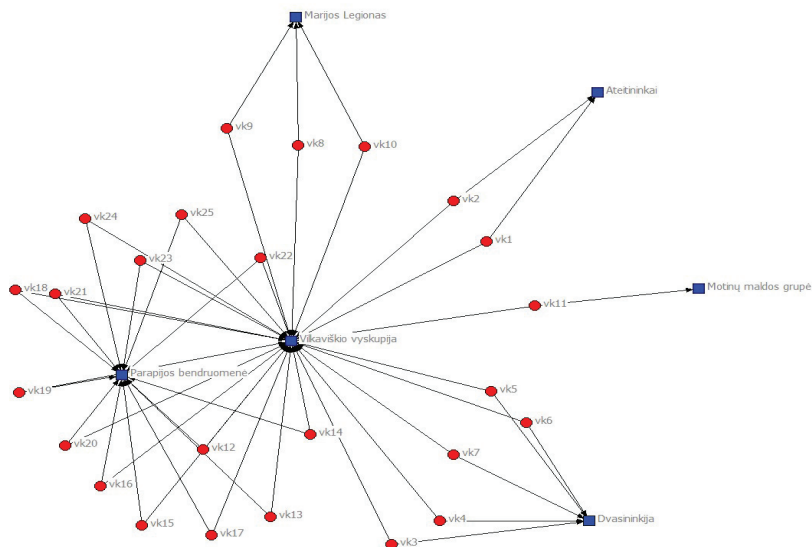 Marijos Legionas
Ateitininkai
vk9
vk8
vk10
vk2
vk24
vk25
vk1
vk23
vk22
vk18
vk21
Motinų maldos grupė
vk11
Vilkaviškio vyskupija
Parapijos bendruomenė
vk19
vk5
vk6
vk14
vk20
vk12
vk7
vk16
vk13
vk4
Dvasininkija
vk15
vk17
vk3